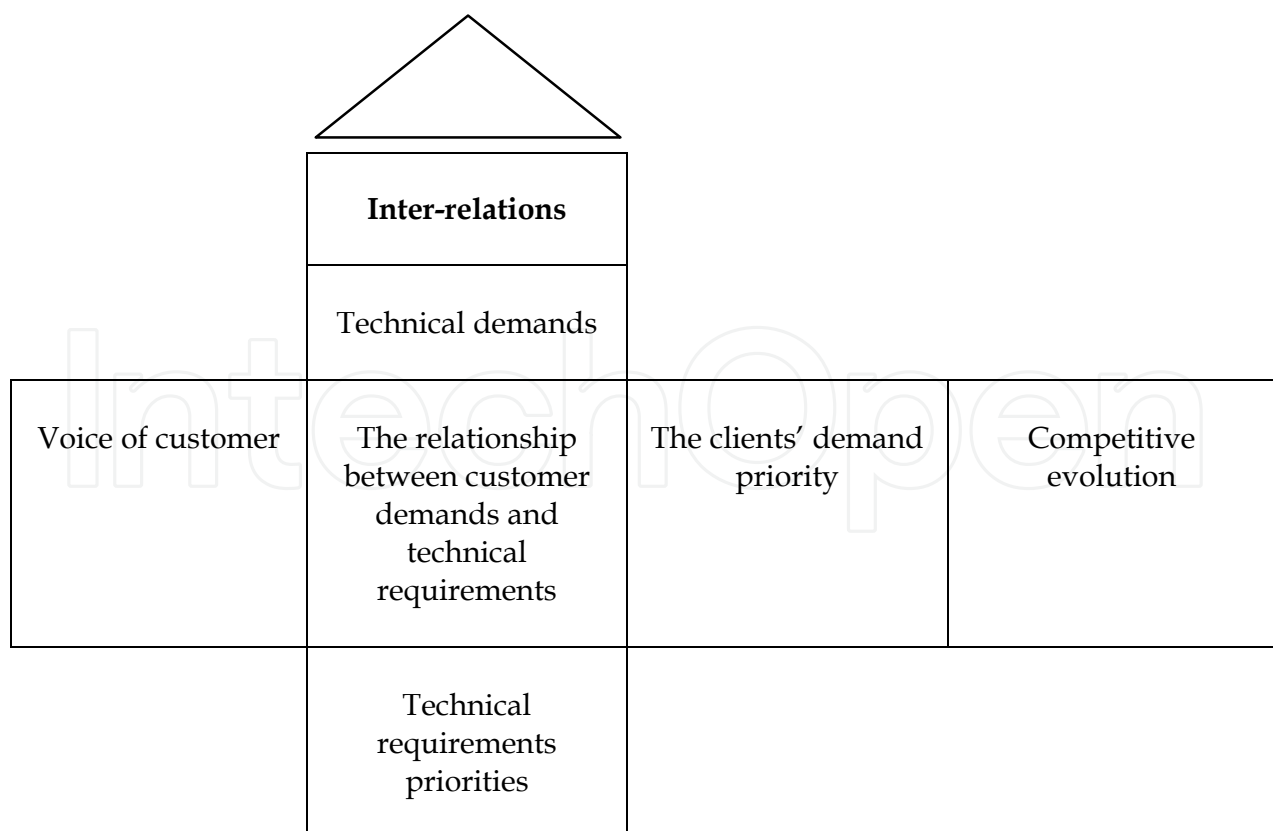 Inter-relations
Technical demands
Voice of customer
The relationship
between customer
demands and
technical
requirements
The clients’ demand
priority
Competitive
evolution
Technical
requirements
priorities
IntechOpen